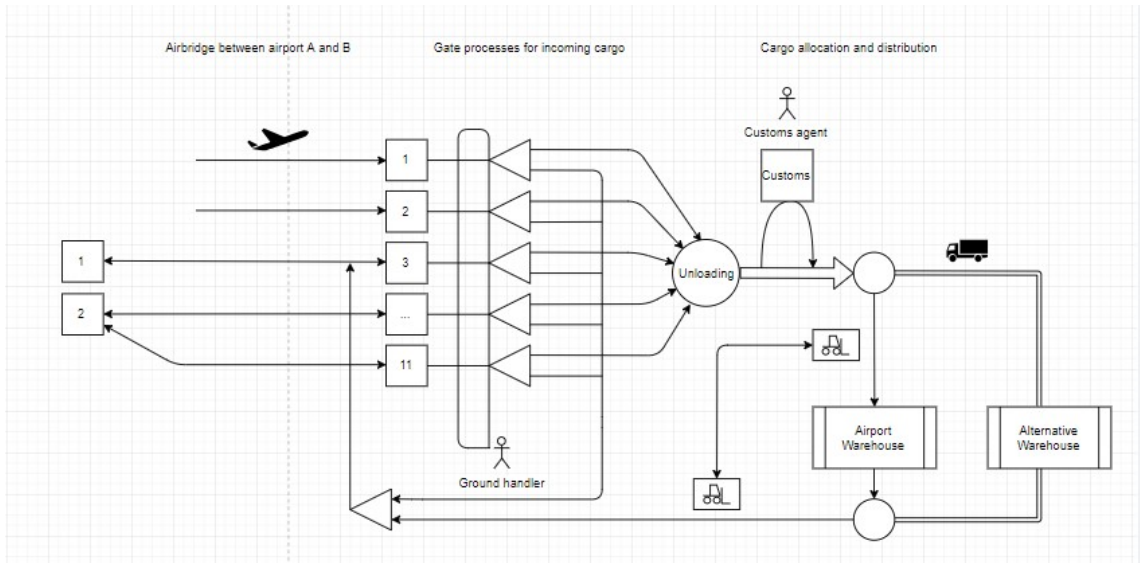 Airbridge between airport A and B
Gate processes for incoming cargo
Cargo allocation and distribution
Customs agent
1
Customs
2
1
3
Unloading
2
...
11
Airport
Warehouse
Alternative
Warehouse
Ground handler